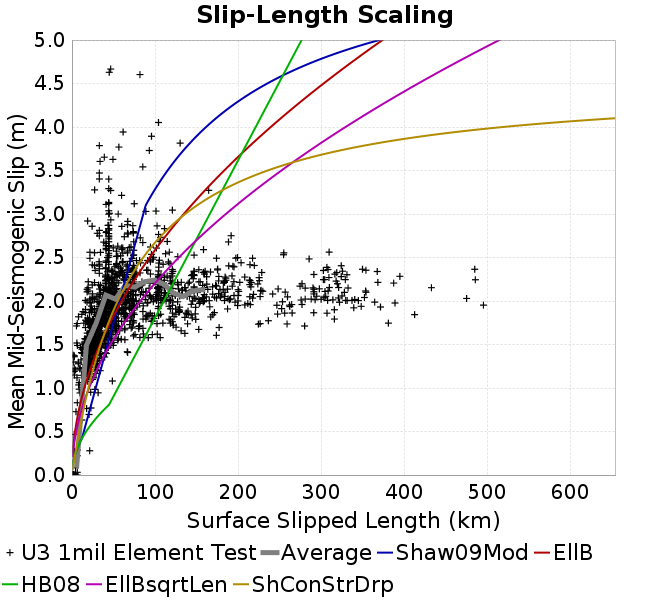 Slip-Length Scaling
Mean Mid-Seismogenic Slip (m)
5.0
4.5
4.0
3.5
3.0
2.5
2.0
1.5
1.0
0.5
0.0
0 100 200 300 400 500 600
Surface Slipped Length (km)
U3 1mil Element Test Average Shaw09Mod EllB
HB08 EllBsqrtLen ShConStrDrp